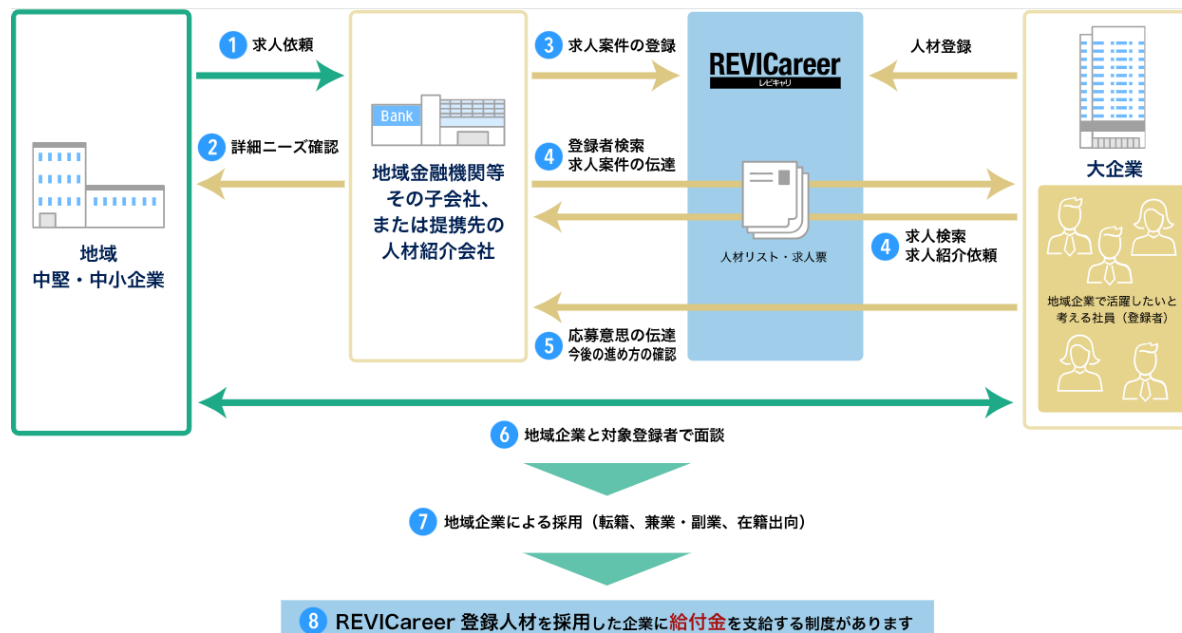 1 求人依頼
2 詳細ニーズ確認
地域
中堅・中小企業
Bank
地域金融機関等
その子会社、
または提携先の
人材紹介会社
3 求人案件の登録
4 登録者検索
求人案件の伝達
REVICareer
レビキャリ
人材リスト・求人票
人材登録
大企業
4 求人検索
求人紹介依頼
地域企業で活躍したいと
考える社員（登録者）
5 応募意思の伝達
今後の進め方の確認
6 地域企業と対象登録者で面談
7 地域企業による採用（転籍、兼業・副業、在籍出向）
8 REVICareer 登録人材を採用した企業に給付金を支給する制度があります